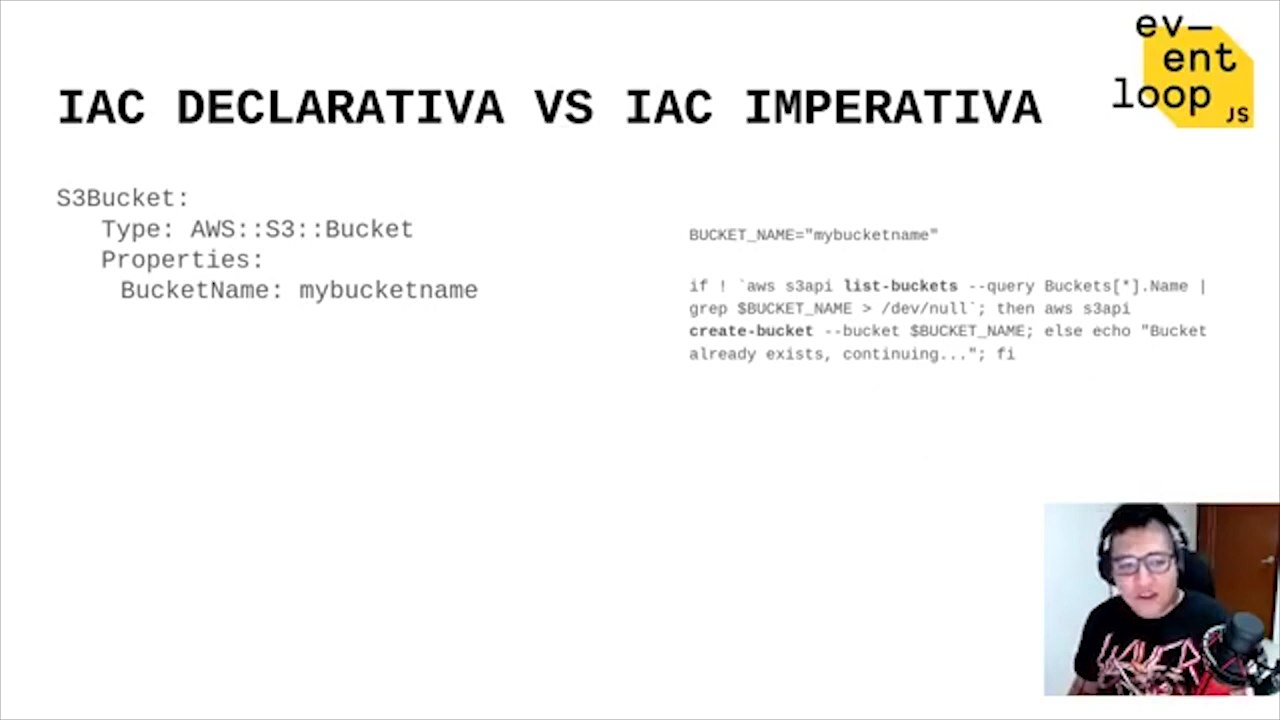 ev—
ent
loop
JS
IAC DECLARATIVA VS IAC IMPERATIVA
S3Bucket:
Type: AWS::S3::Bucket
Properties:
BucketName: mybucketname
BUCKET_NAME="mybucketname"
if ! `aws s3api list-buckets --query Buckets[*].Name |
grep $BUCKET_NAME > /dev/null`; then aws s3api
create-bucket --bucket $BUCKET_NAME; else echo "Bucket
already exists, continuing..."; fi
SLAYER